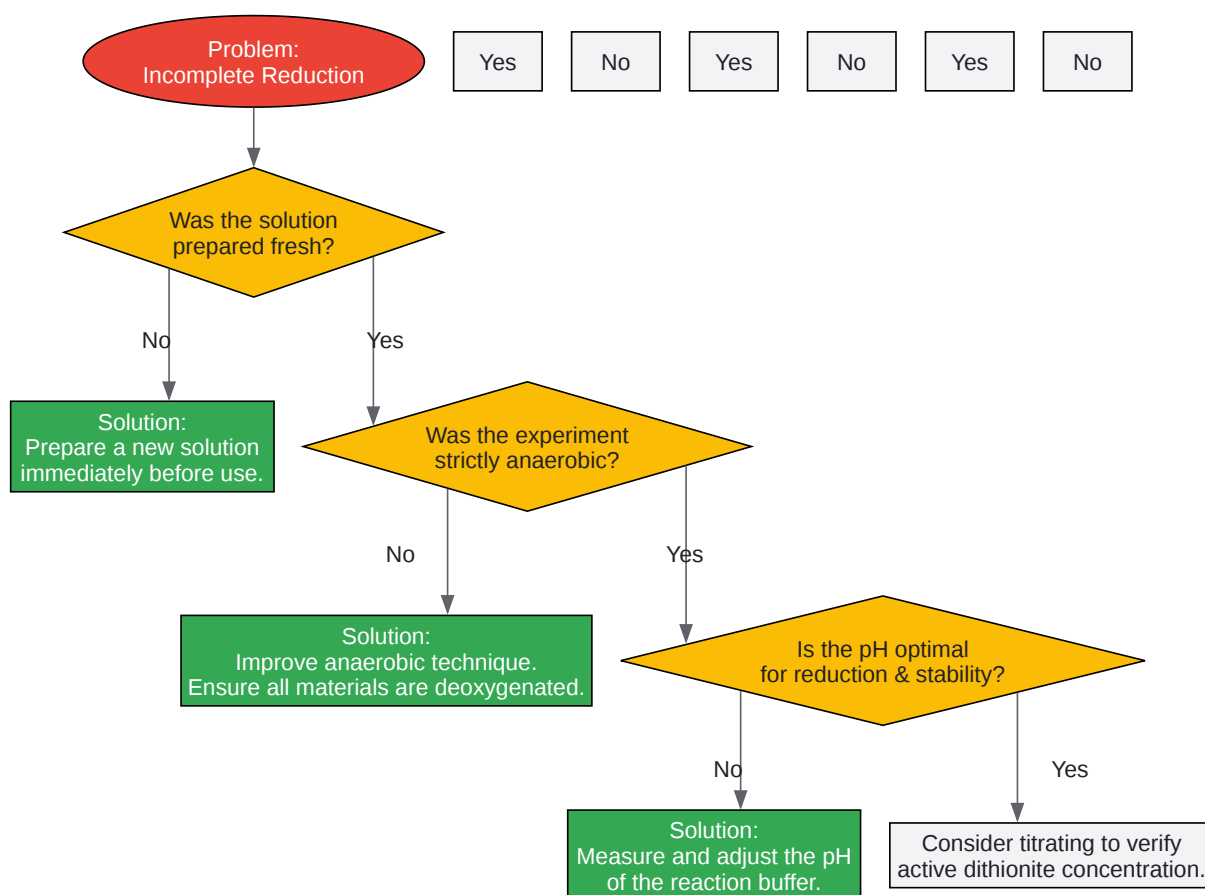 Problem:
Incomplete Reduction
Yes
No
Yes
No
Yes
No
Was the solution
prepared fresh?
No
Yes
Solution:
Prepare a new solution
immediately before use.
Was the experiment
strictly anaerobic?
No
Yes
Solution:
Improve anaerobic technique.
Ensure all materials are deoxygenated.
Is the pH optimal
for reduction & stability?
No
Yes
Solution:
Measure and adjust the pH
of the reaction buffer.
Consider titrating to verify
active dithionite concentration.